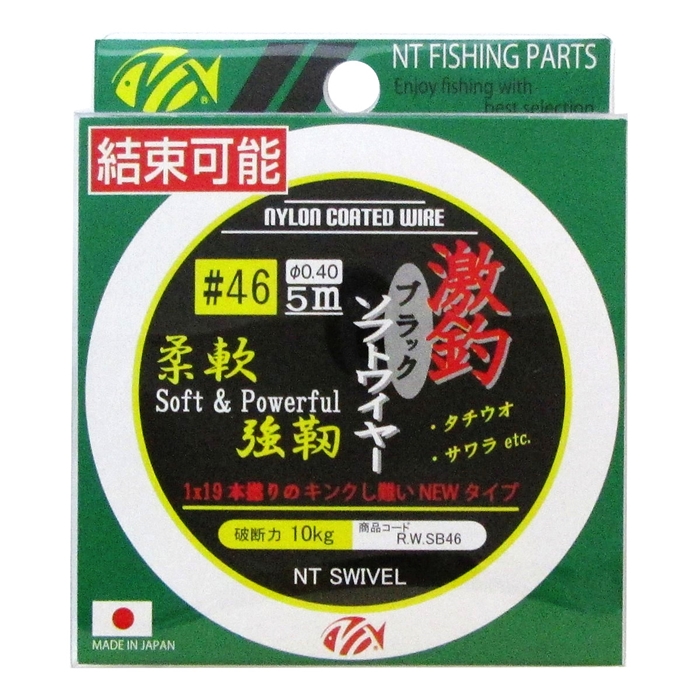 NT FISHING PARTS
Enjoy fishing with
best selection
結束可能
NYLON COATED WIRE
#46
φ0.40
5m
激釣
ブラック
ソフトワイヤー
柔軟
Soft & Powerful
強靭
・タチウオ
・サワラ etc.
1x19本撚りのキンクし難いNEWタイプ
破断力 10kg
商品コード
R.W.SB46
NT SWIVEL
MADE IN JAPAN